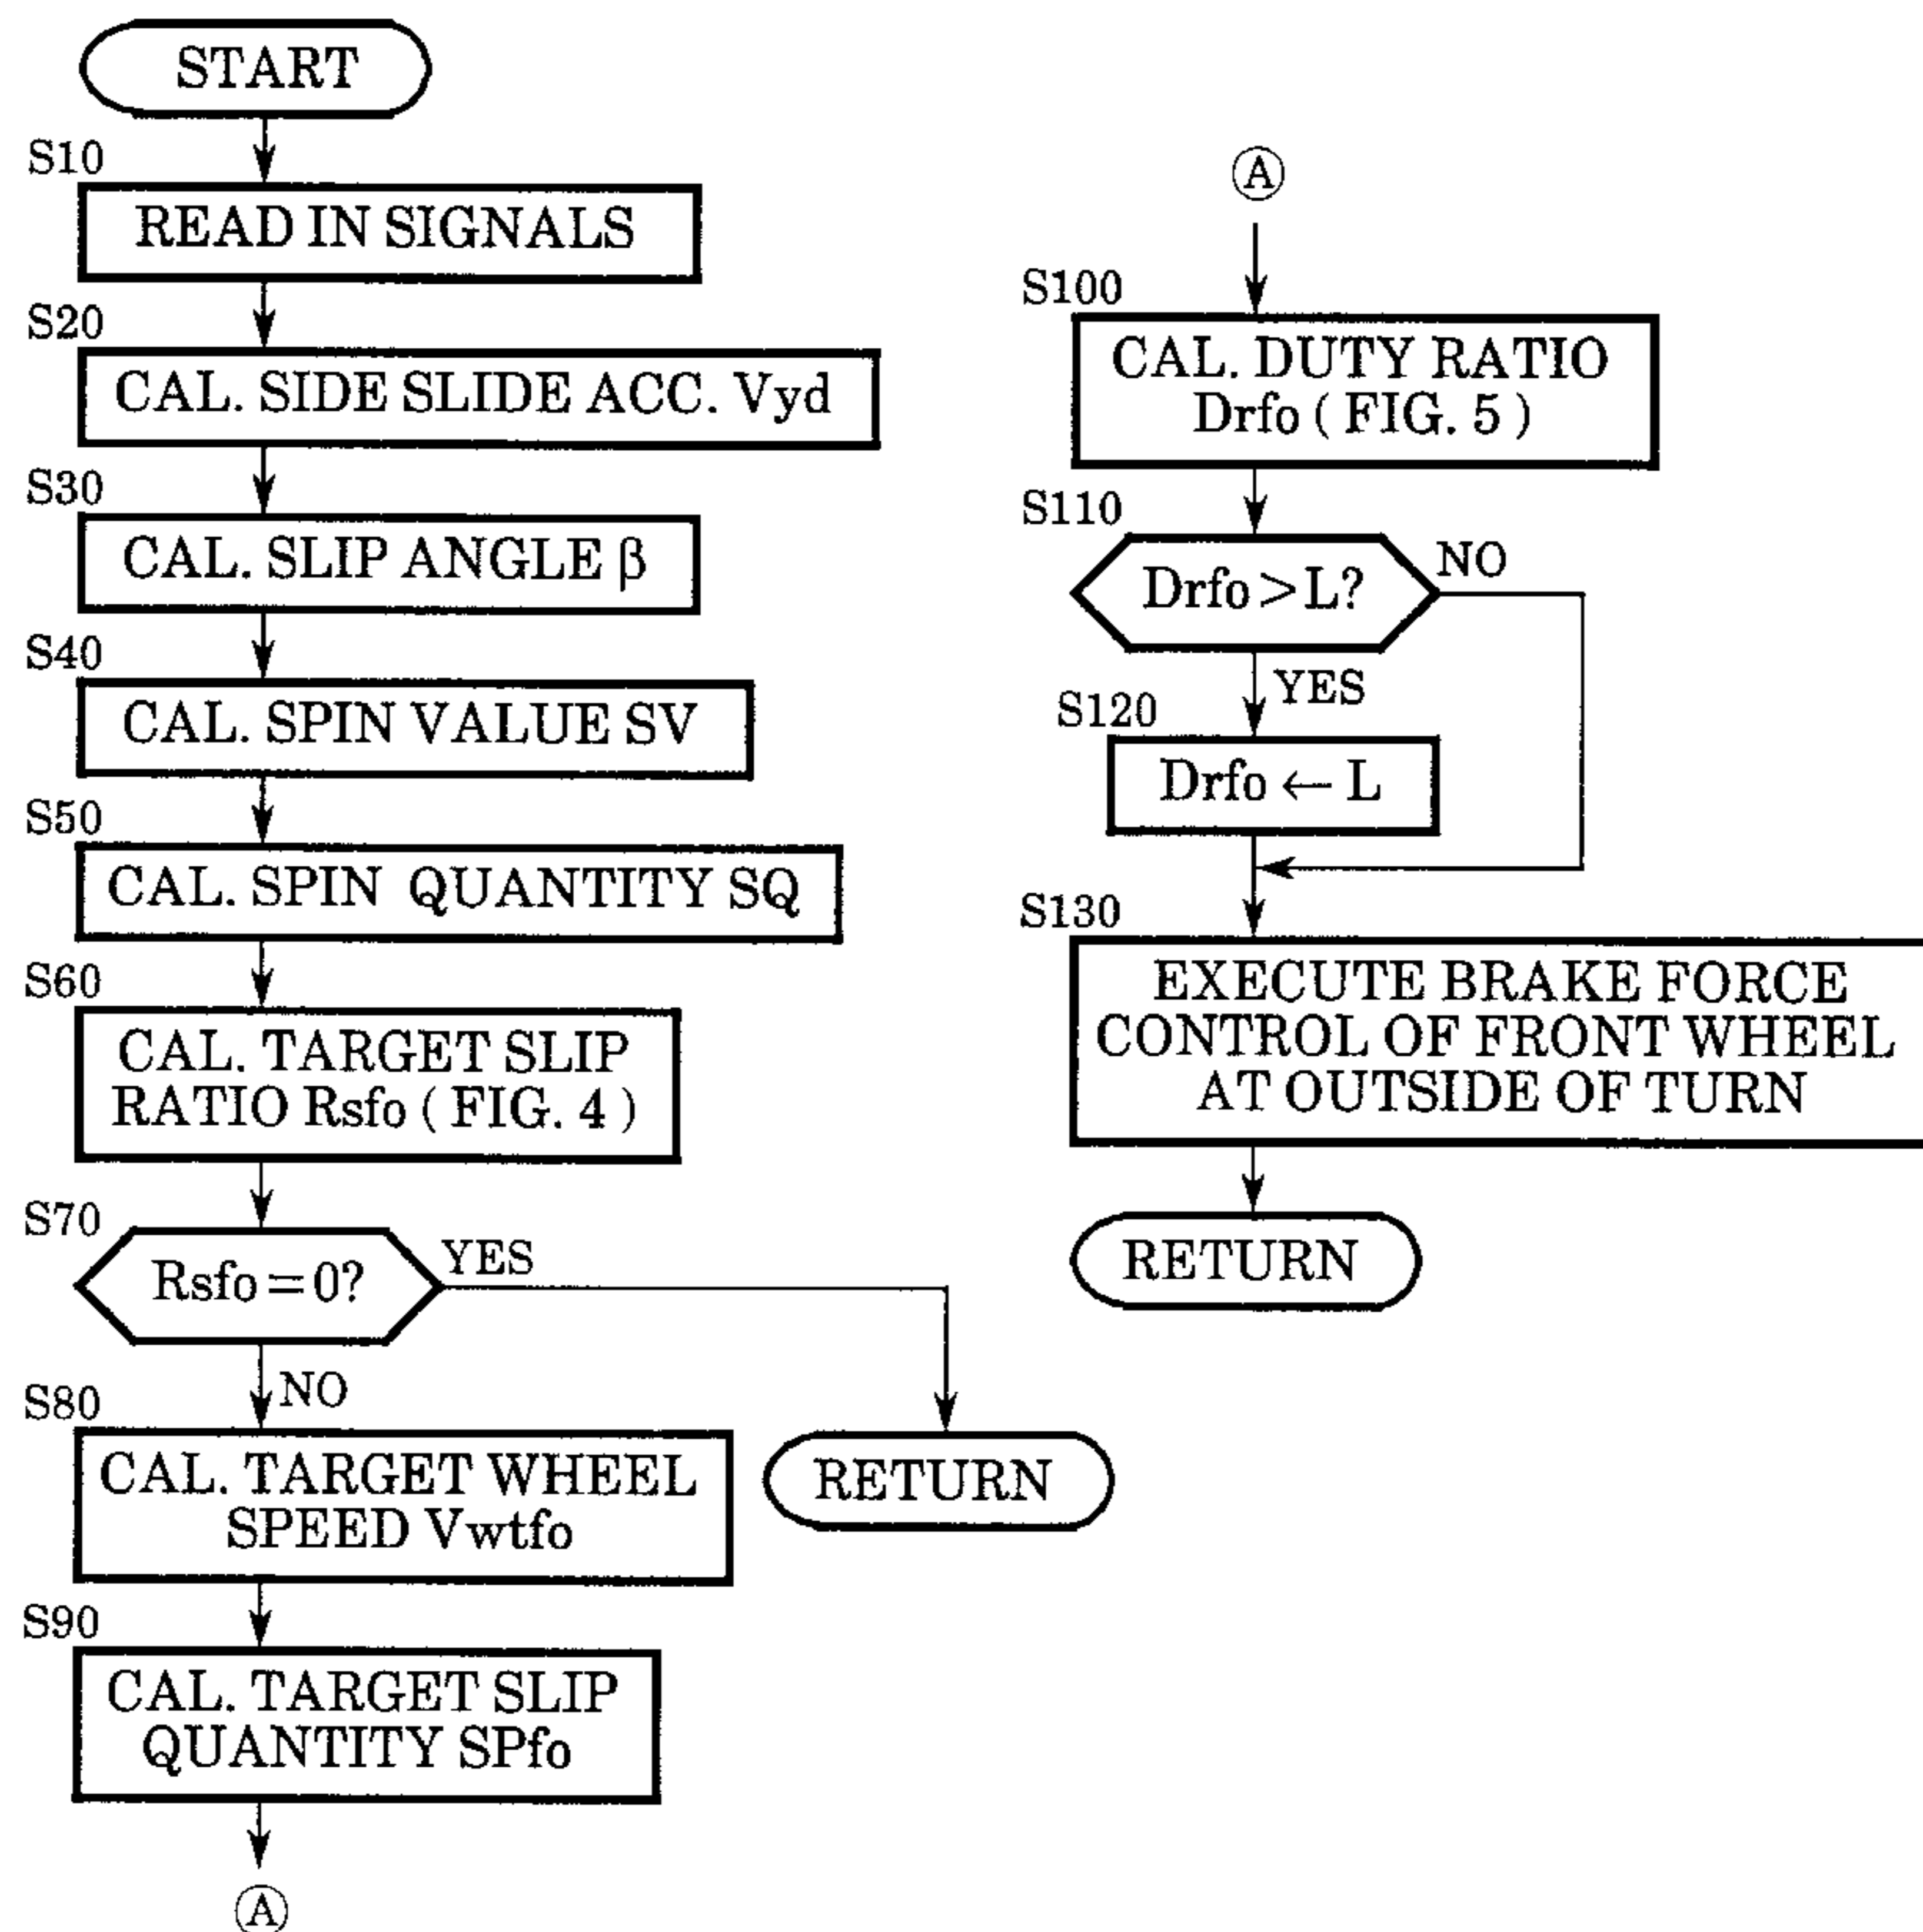 START
S10
READ IN SIGNALS
S20
CAL. SIDE SLIDE ACC. Vyd
S30
CAL. SLIP ANGLE β
S40
CAL. SPIN VALUE SV
S50
CAL. SPIN QUANTITY SQ
S60
CAL. TARGET SLIP
RATIO Rsfo ( FIG. 4 )
S70
Rsfo = 0?
YES
NO
RETURN
S80
CAL. TARGET WHEEL
SPEED Vwtfo
S90
CAL. TARGET SLIP
QUANTITY SPfo
A
A
S100
CAL. DUTY RATIO
Drfo ( FIG. 5 )
S110
Drfo > L?
NO
YES
S120
Drfo ← L
S130
EXECUTE BRAKE FORCE
CONTROL OF FRONT WHEEL
AT OUTSIDE OF TURN
RETURN